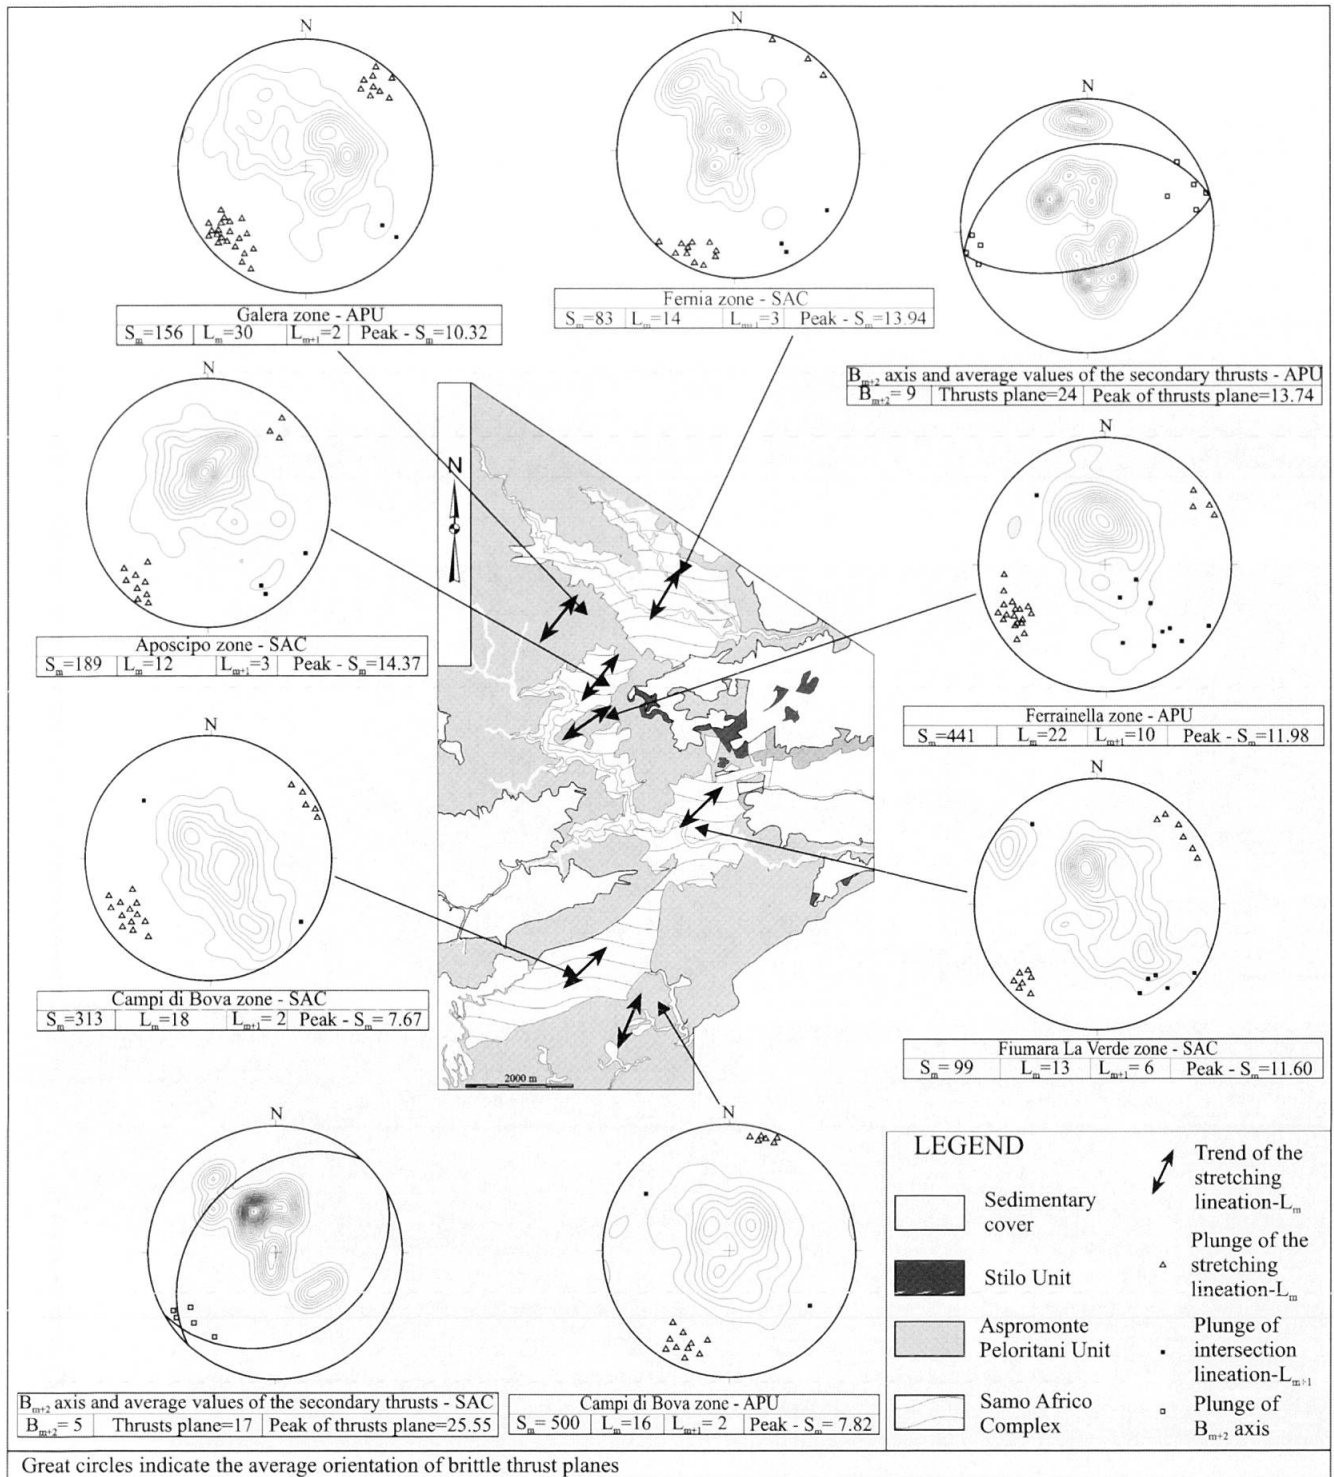 N
N
N
Galera zone - APU
Sm=156 Lm=30 Lm+1=2 Peak - Sm=10.32
Fernia zone - SAC
Sm=83 Lm=14 Lm+1=3 Peak - Sm=13.94
Bm+2 axis and average values of the secondary thrusts - APU
Bm+2= 9 Thrusts plane=24 Peak of thrusts plane=13.74
N
N
N
Aposcipo zone - SAC
Sm=189 Lm=12 Lm+1=3 Peak - Sm=14.37
Ferrainella zone - APU
Sm=441 Lm=22 Lm+1=10 Peak - Sm=11.98
N
N
Campi di Bova zone - SAC
Sm=313 Lm=18 Lm+1= 2 Peak - Sm= 7.67
Fiumara La Verde zone - SAC
Sm= 99 Lm=13 Lm+1= 6 Peak - Sm=11.60
2000 m
N
N
Bm+2 axis and average values of the secondary thrusts - SAC
Bm+2= 5 Thrusts plane=17 Peak of thrusts plane=25.55
Campi di Bova zone - APU
Sm= 500 Lm=16 Lm+1= 2 Peak - Sm= 7.82
LEGEND
Sedimentary
cover
Stilo Unit
Aspromonte
Peloritani Unit
Samo Africo
Complex
Trend of the
stretching
lineation-Lm
Plunge of the
stretching
lineation-Lm
Plunge of
intersection
lineation-Lm+1
Plunge of
Bm+2 axis
Great circles indicate the average orientation of brittle thrust planes